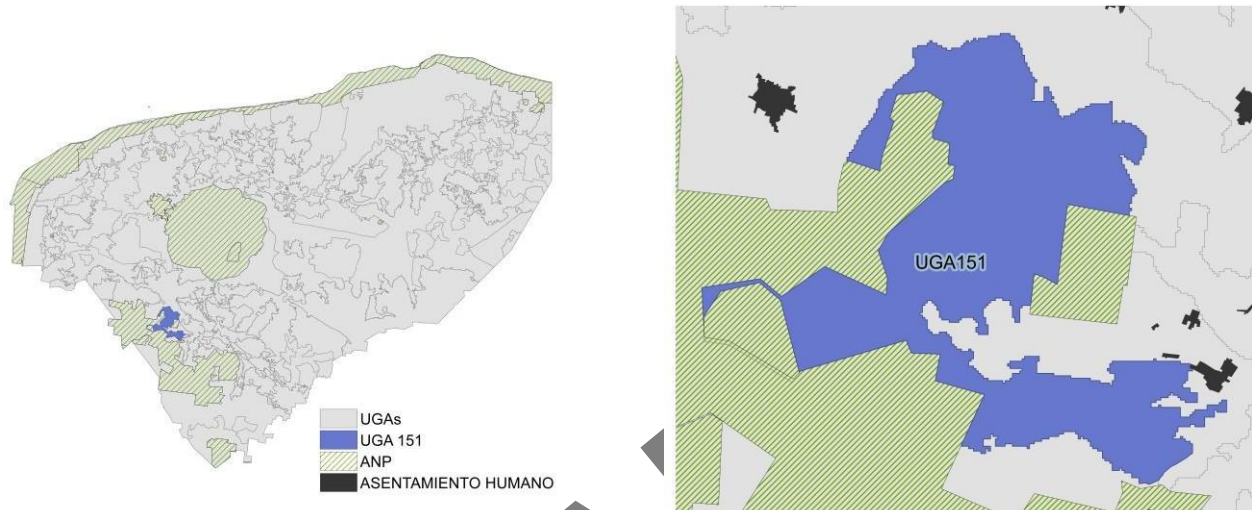 UGAs
UGA 151
ANP
ASENTAMIENTO HUMANO
UGA151